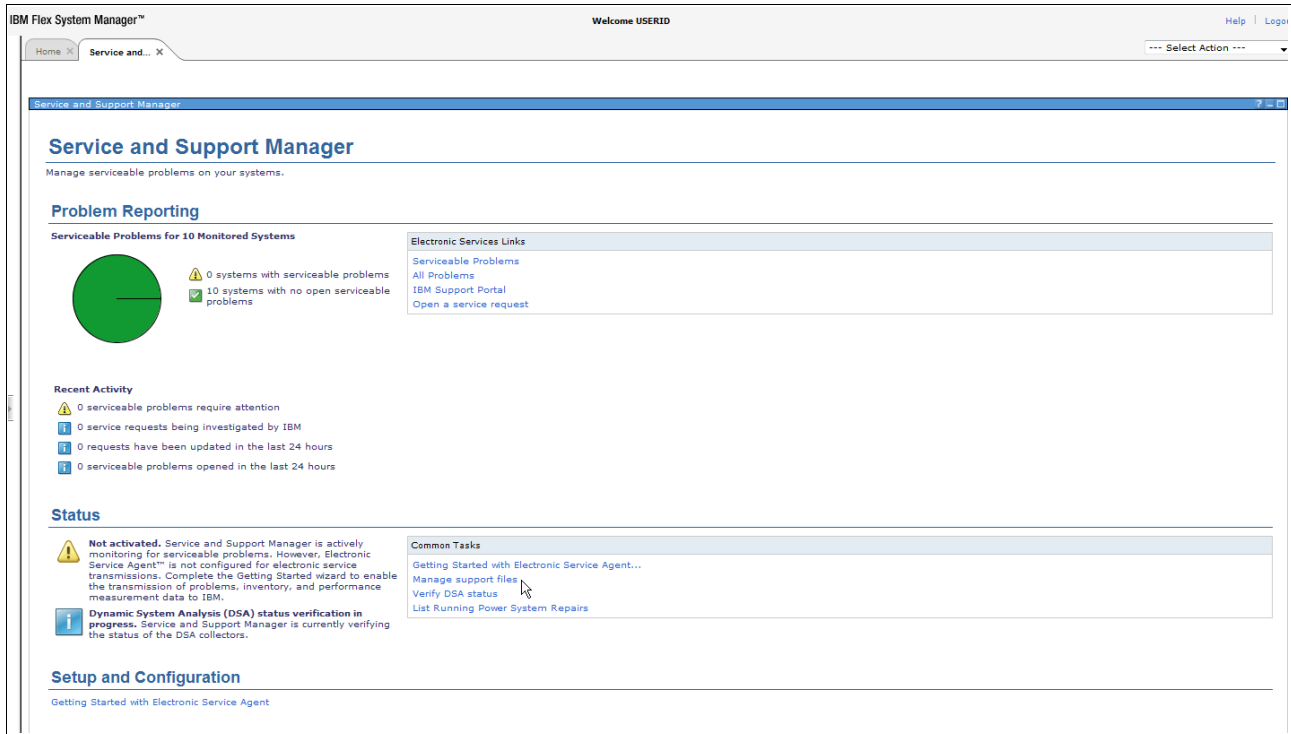 IBM Flex System Manager™
Welcome USERID
Help
Home
Service and...
--- Select Action ---
Service and Support Manager
Service and Support Manager
Manage serviceable problems on your systems.
Problem Reporting
Serviceable Problems for 10 Monitored Systems
0 systems with serviceable problems
10 systems with no open serviceable
problems
Electronic Services Links
Serviceable Problems
All Problems
IBM Support Portal
Open a service request
Recent Activity
0 serviceable problems require attention
0 service requests being investigated by IBM
0 requests have been updated in the last 24 hours
0 serviceable problems opened in the last 24 hours
Status
Not activated. Service and Support Manager is actively
monitoring for serviceable problems. However, Electronic
Service Agent™ is not configured for electronic service
transmissions. Complete the Getting Started wizard to enable
the transmission of problems, inventory, and performance
measurement data to IBM.
Dynamic System Analysis (DSA) status verification in
progress. Service and Support Manager is currently verifying
the status of the DSA collectors.
Common Tasks
Getting Started with Electronic Service Agent...
Manage support files
Verify DSA status
List Running Power System Repairs
Setup and Configuration
Getting Started with Electronic Service Agent